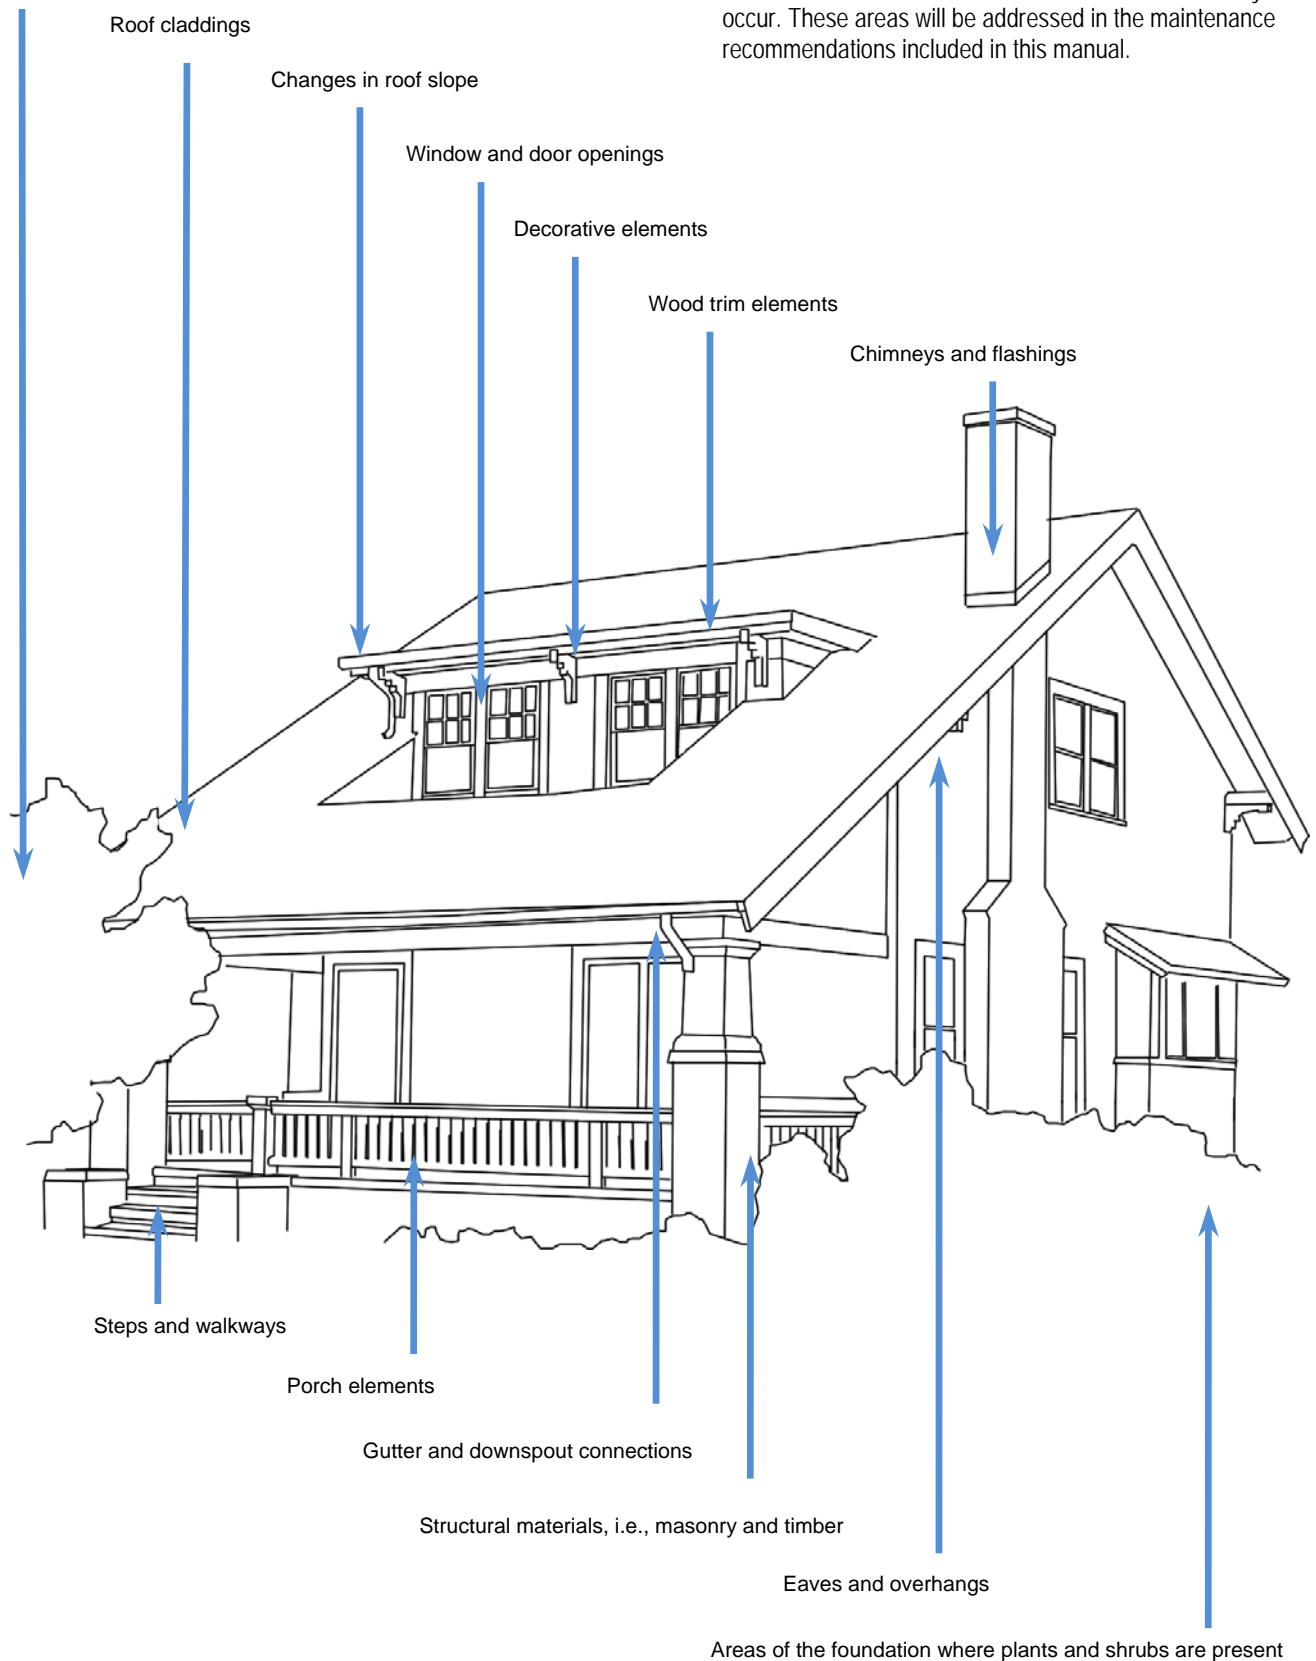 occur. These areas will be addressed in the maintenance
recommendations included in this manual.
Roof claddings
Changes in roof slope
Window and door openings
Decorative elements
Wood trim elements
Chimneys and flashings
Steps and walkways
Porch elements
Gutter and downspout connections
Structural materials, i.e., masonry and timber
Eaves and overhangs
Areas of the foundation where plants and shrubs are present